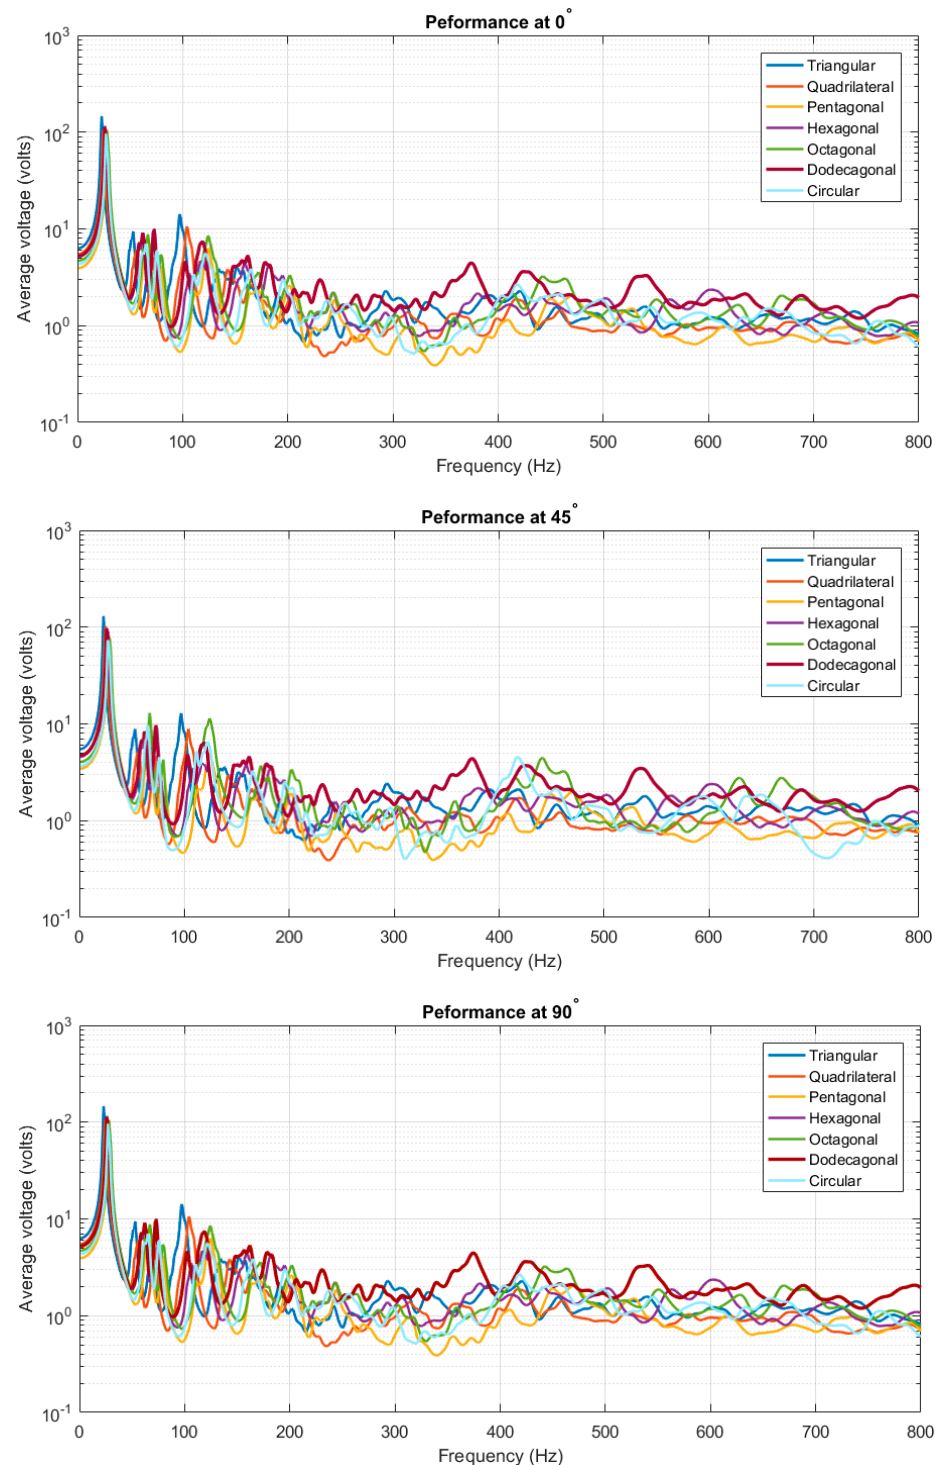 Peformance at 0°
10³
10²
10¹
10⁰
10⁻¹
Average voltage (volts)
Triangular
Quadrilateral
Pentagonal
Hexagonal
Octagonal
Dodecagonal
Circular
0 100 200 300 400 500 600 700 800
Frequency (Hz)
Peformance at 45°
10³
10²
10¹
10⁰
10⁻¹
Average voltage (volts)
Triangular
Quadrilateral
Pentagonal
Hexagonal
Octagonal
Dodecagonal
Circular
0 100 200 300 400 500 600 700 800
Frequency (Hz)
Peformance at 90°
10³
10²
10¹
10⁰
10⁻¹
Average voltage (volts)
Triangular
Quadrilateral
Pentagonal
Hexagonal
Octagonal
Dodecagonal
Circular
0 100 200 300 400 500 600 700 800
Frequency (Hz)